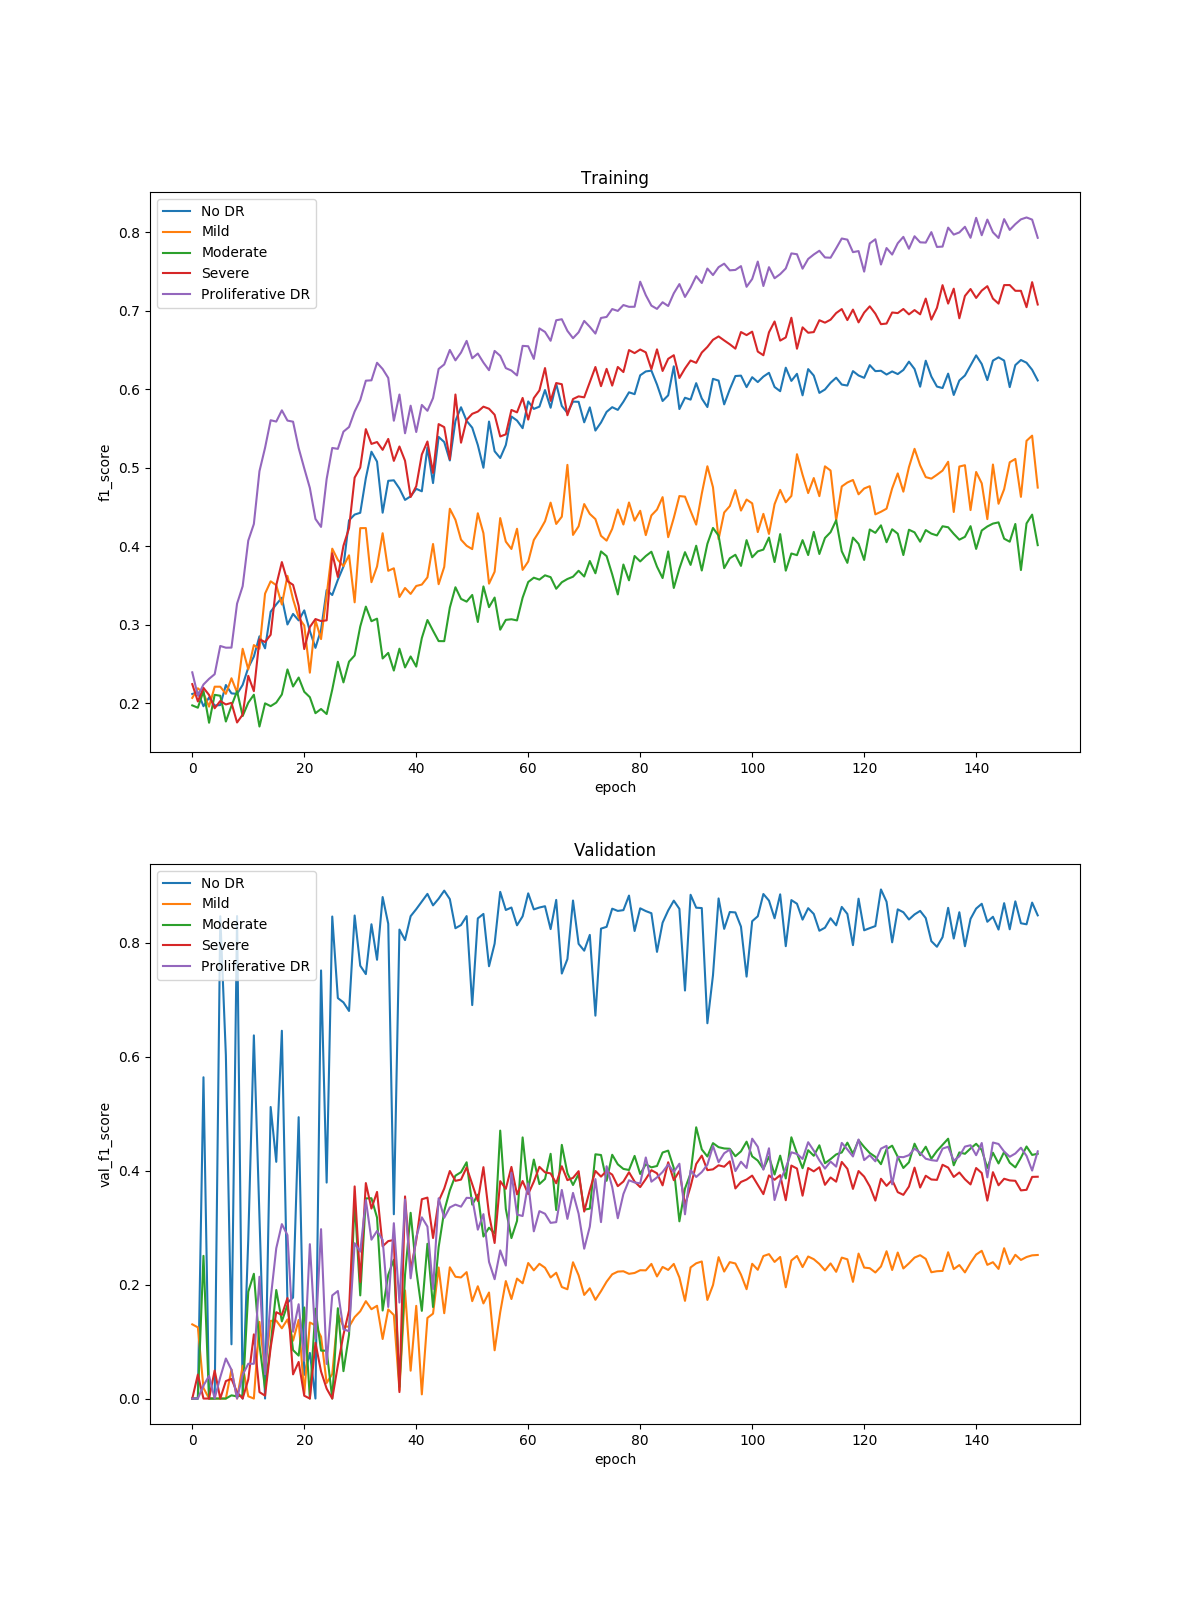 Training
No DR
Mild
Moderate
Severe
Proliferative DR
f1_score
0.8
0.7
0.6
0.5
0.4
0.3
0.2
0 20 40 60 80 100 120 140
epoch
Validation
No DR
Mild
Moderate
Severe
Proliferative DR
val_f1_score
0.8
0.6
0.4
0.2
0.0
0 20 40 60 80 100 120 140
epoch